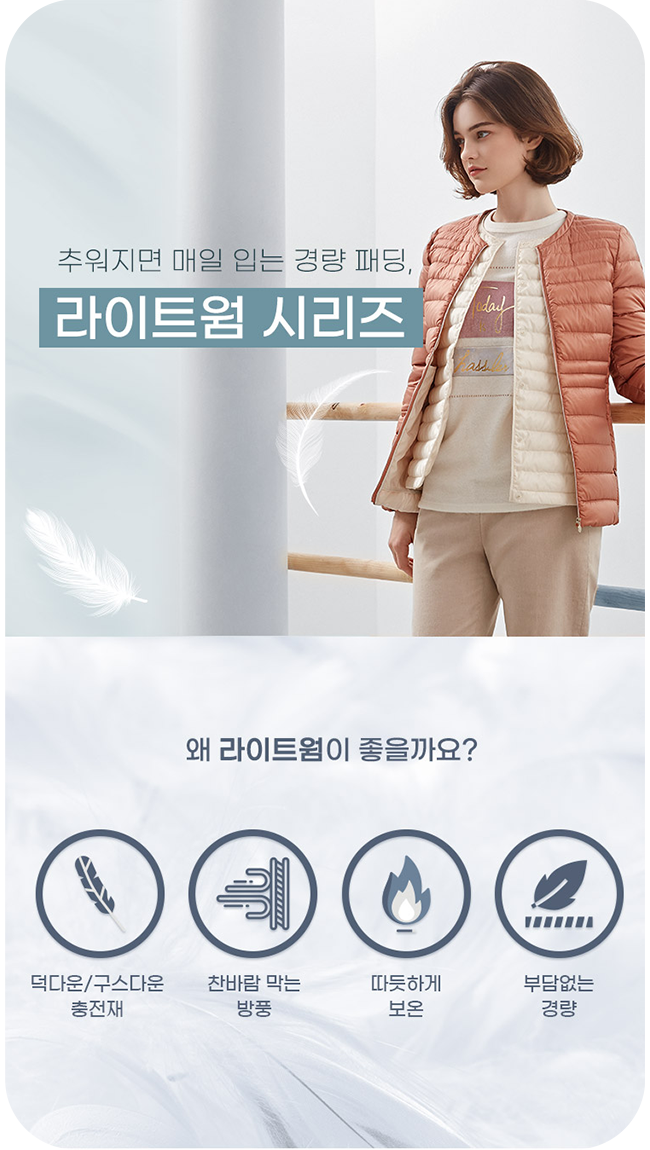 추워지면 매일 입는 경량 패딩,
라이트웜 시리즈
Today
왜 라이트웜이 좋을까요?
덕다운/구스다운
충전재
찬바람 막는
방풍
따듯하게
보온
부담없는
경량